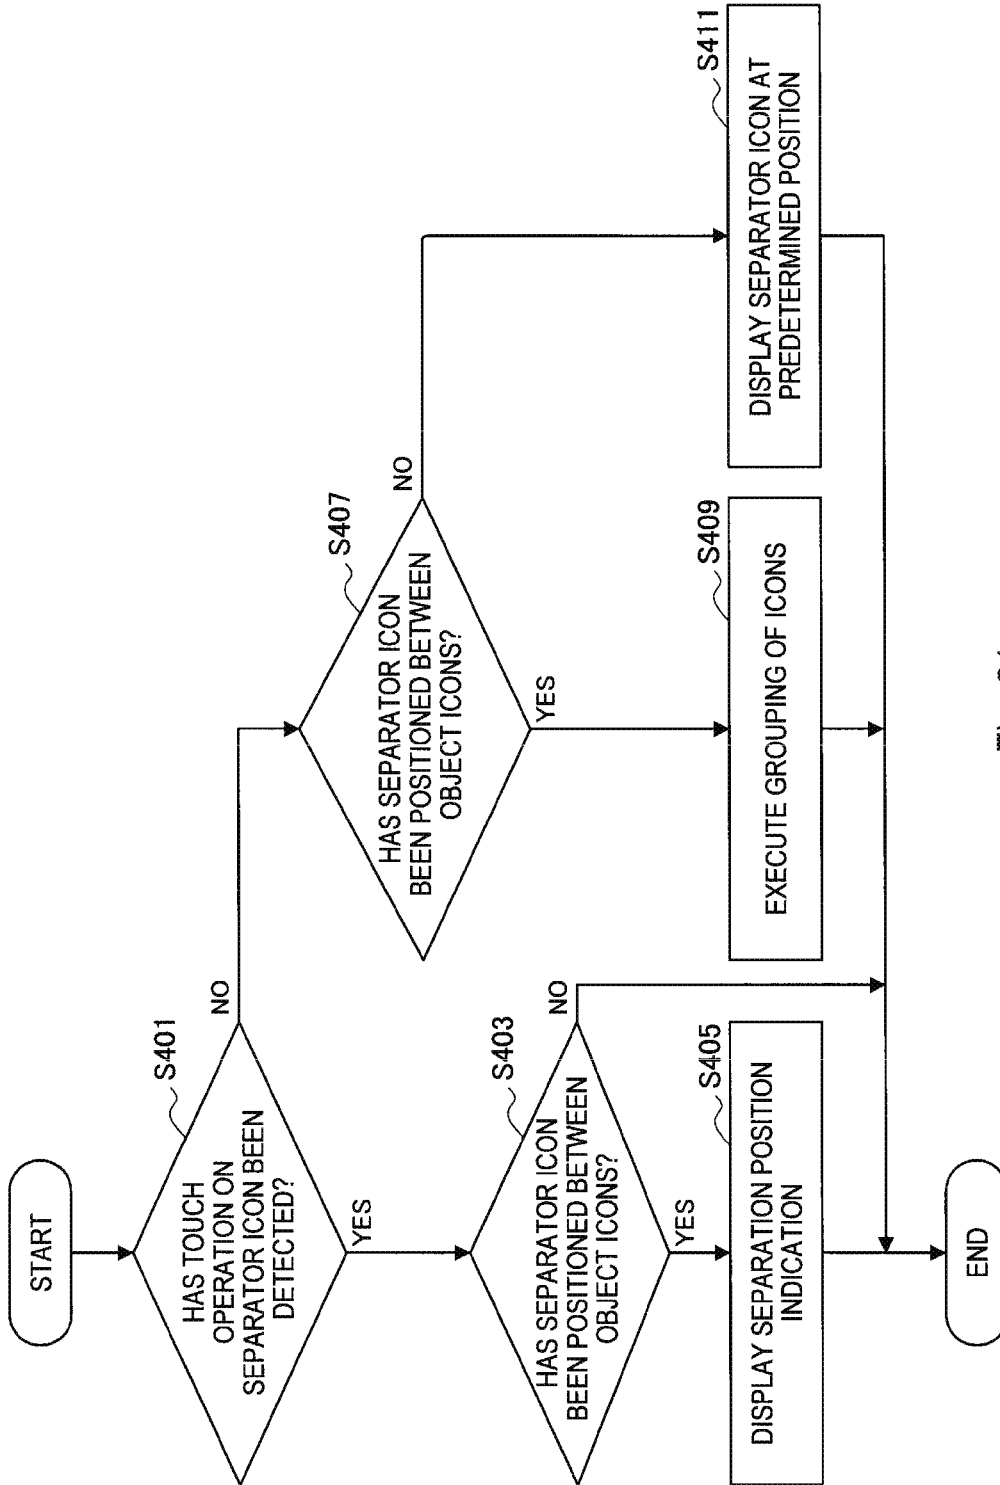 START
S401
HAS TOUCH
OPERATION ON
SEPARATOR ICON BEEN
DETECTED?
NO
YES
S403
HAS SEPARATOR ICON
BEEN POSITIONED BETWEEN
OBJECT ICONS?
NO
YES
S405
DISPLAY SEPARATION POSITION
INDICATION
S407
HAS SEPARATOR ICON
BEEN POSITIONED BETWEEN
OBJECT ICONS?
NO
YES
S409
EXECUTE GROUPING OF ICONS
S411
DISPLAY SEPARATOR ICON AT
PREDETERMINED POSITION
END